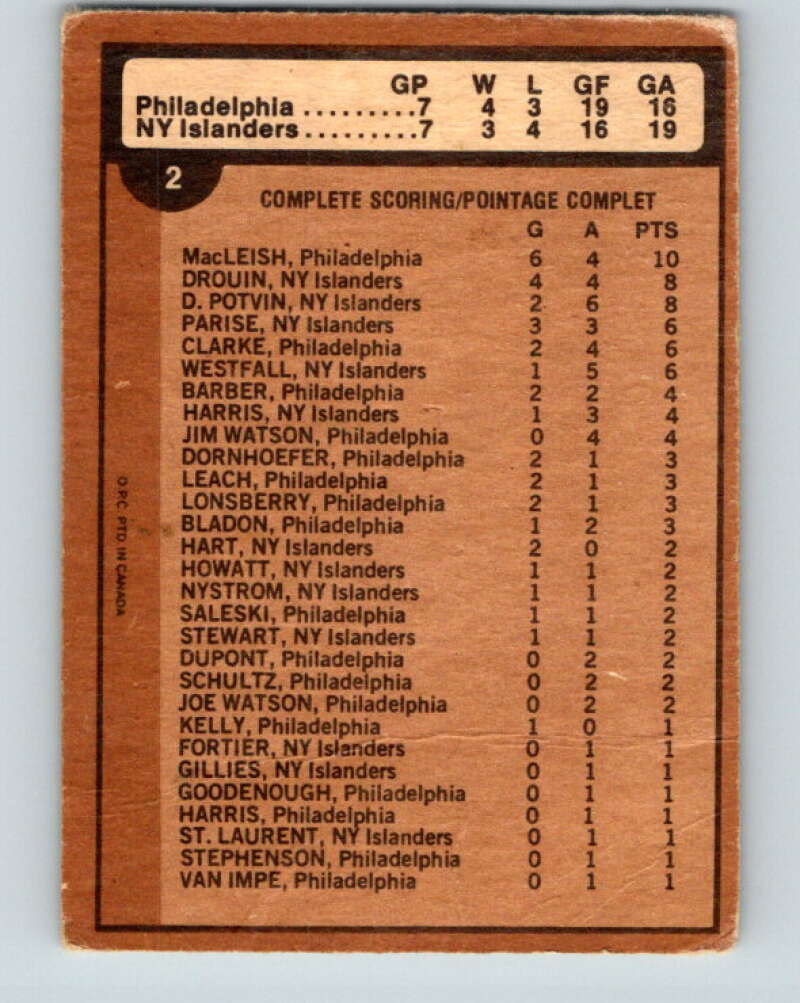 GP W L GF GA
Philadelphia ..........7 4 3 19 16
NY Islanders ..........7 3 4 16 19
2
COMPLETE SCORING/POINTAGE COMPLET
G A PTS
MacLEISH, Philadelphia 6 4 10
DROUIN, NY Islanders 4 4 8
D. POTVIN, NY Islanders 2 6 8
PARISE, NY Islanders 3 3 6
CLARKE, Philadelphia 2 4 6
WESTFALL, NY Islanders 1 5 6
BARBER, Philadelphia 2 2 4
HARRIS, NY Islanders 1 3 4
JIM WATSON, Philadelphia 0 4 4
DORNHOEFER, Philadelphia 2 1 3
LEACH, Philadelphia 2 1 3
LONSBERRY, Philadelphia 2 1 3
BLADON, Philadelphia 1 2 3
HART, NY Islanders 2 0 2
HOWATT, NY Islanders 1 1 2
NYSTROM, NY Islanders 1 1 2
SALESKI, Philadelphia 1 1 2
STEWART, NY Islanders 1 1 2
DUPONT, Philadelphia 0 2 2
SCHULTZ, Philadelphia 0 2 2
JOE WATSON, Philadelphia 0 2 2
KELLY, Philadelphia 1 0 1
FORTIER, NY Islanders 0 1 1
GILLIES, NY Islanders 0 1 1
GOODENOUGH, Philadelphia 0 1 1
HARRIS, Philadelphia 0 1 1
ST. LAURENT, NY Islanders 0 1 1
STEPHENSON, Philadelphia 0 1 1
VAN IMPE, Philadelphia 0 1 1
O.P.C. PTD. IN CANADA